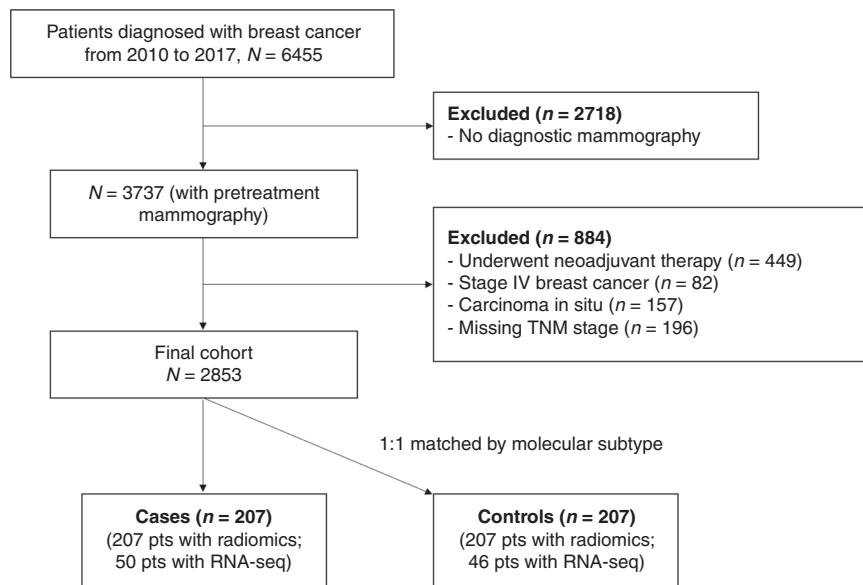 Patients diagnosed with breast cancer
from 2010 to 2017, N = 6455
Excluded (n = 2718)
- No diagnostic mammography
N = 3737 (with pretreatment
mammography)
Excluded (n = 884)
- Underwent neoadjuvant therapy (n = 449)
- Stage IV breast cancer (n = 82)
- Carcinoma in situ (n = 157)
- Missing TNM stage (n = 196)
Final cohort
N = 2853
1:1 matched by molecular subtype
Cases (n = 207)
(207 pts with radiomics;
50 pts with RNA-seq)
Controls (n = 207)
(207 pts with radiomics;
46 pts with RNA-seq)